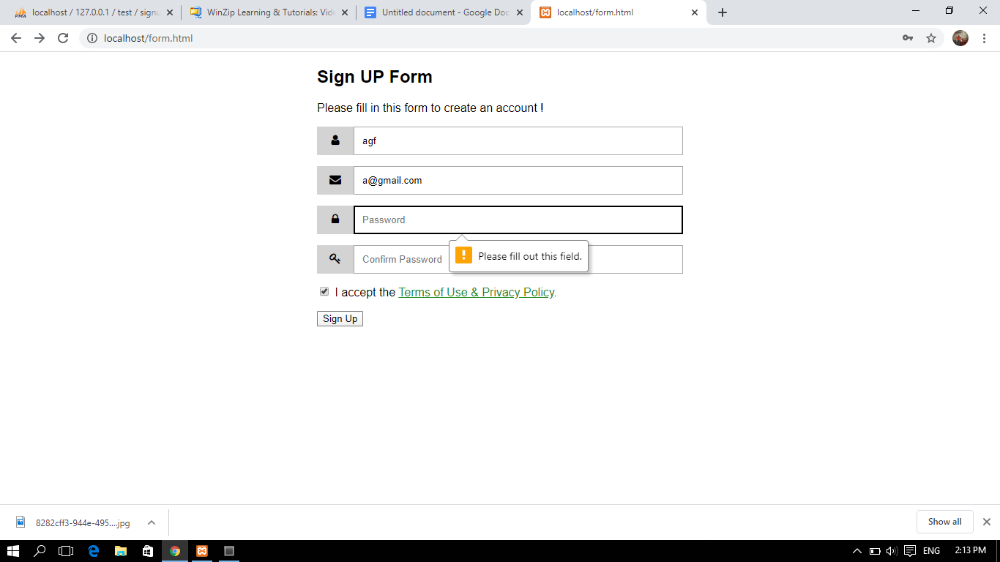 localhost / 127.0.0.1 / test / signu
WinZip Learning & Tutorials: Vide
Untitled document - Google Doc
localhost/form.html
localhost/form.html
Sign UP Form
Please fill in this form to create an account !
agf
a@gmail.com
Password
Please fill out this field.
Confirm Password
I accept the Terms of Use & Privacy Policy.
Sign Up
8282cff3-944e-495....jpg
Show all
ENG
2:13 PM